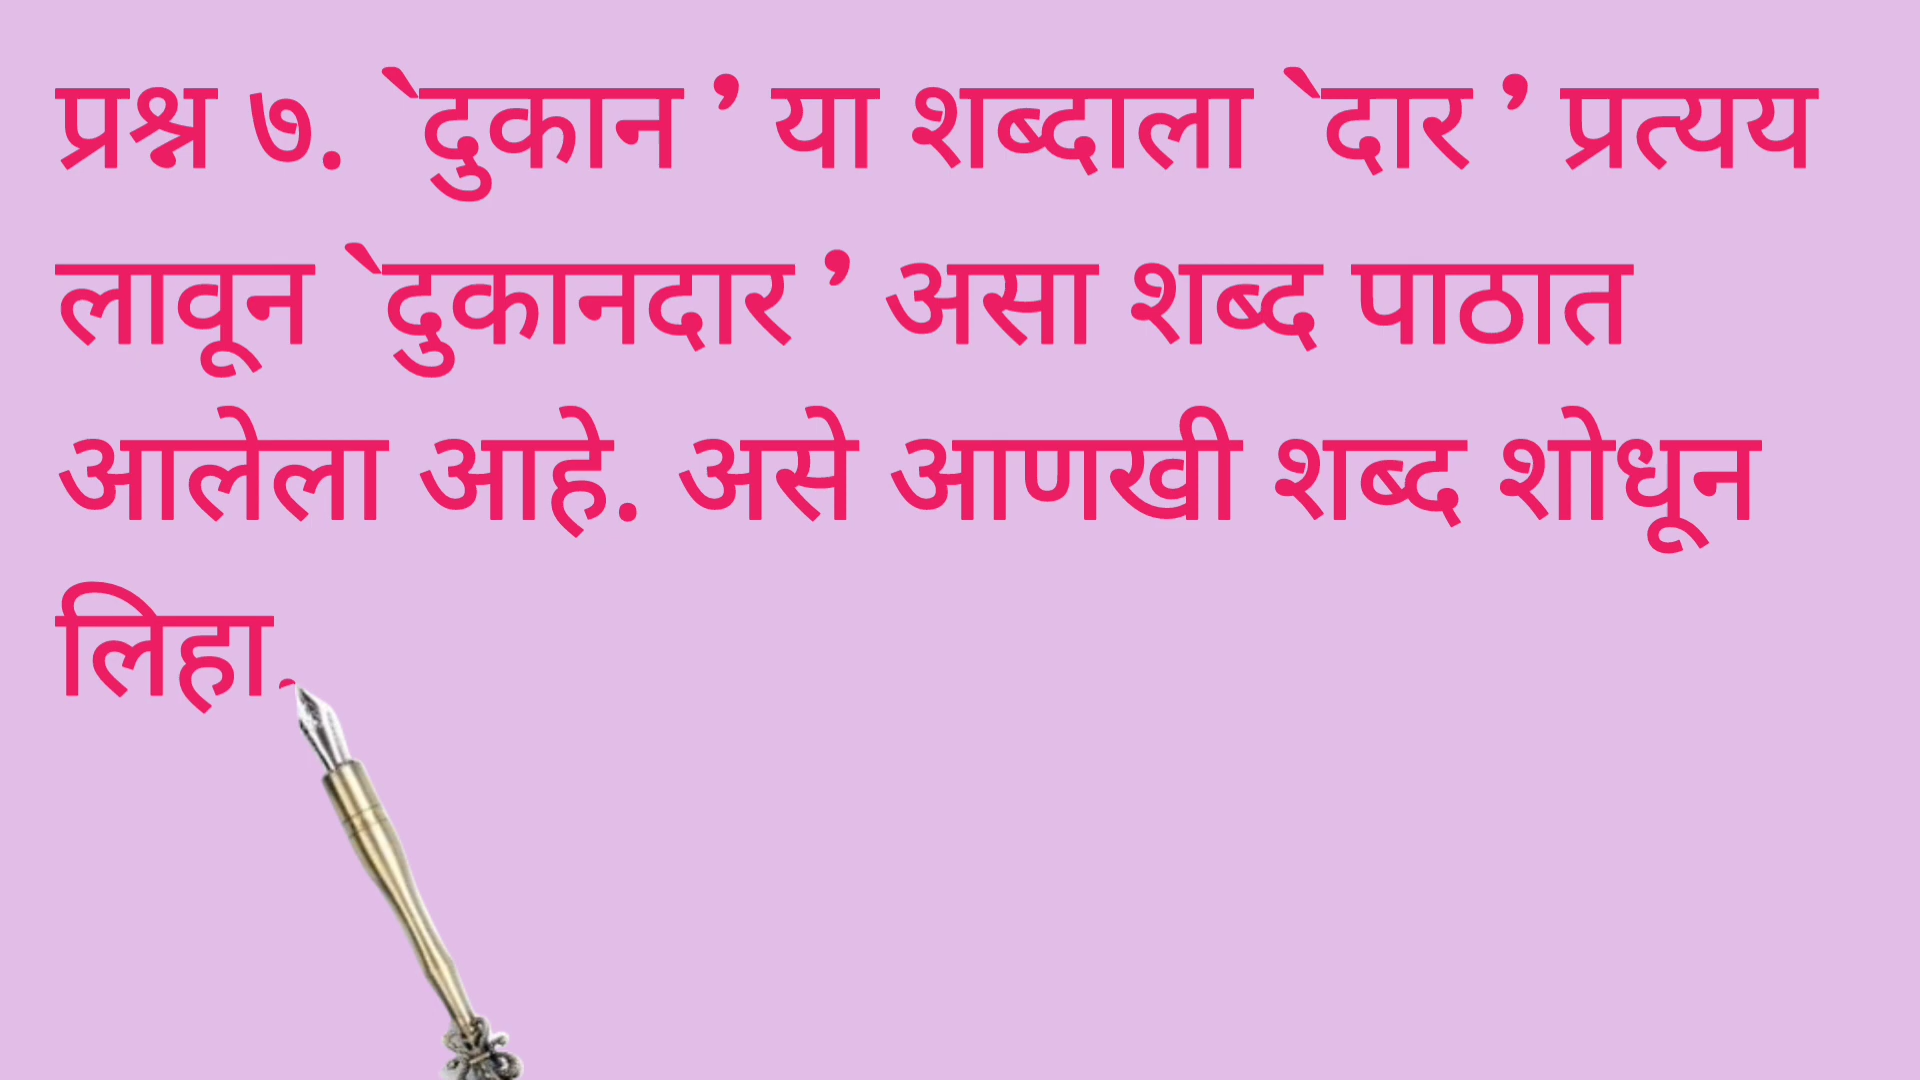 प्रश्न ७. `दुकान ’ या शब्दाला `दार ’ प्रत्यय
लावून `दुकानदार ’ असा शब्द पाठात
आलेला आहे. असे आणखी शब्द शोधून
लिहा.